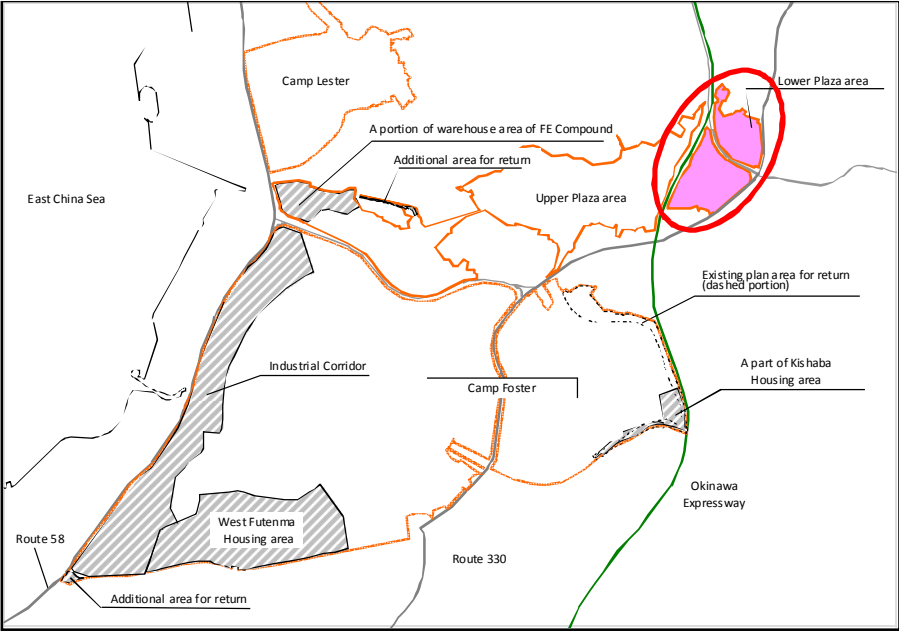 Camp Lester
Lower Plaza area
A portion of warehouse area of FE Compound
Additional area for return
East China Sea
Upper Plaza area
Existing plan area for return
(dashed portion)
Industrial Corridor
A part of Kishaba
Housing area
Camp Foster
Okinawa
Expressway
West Futenma
Housing area
Route 58
Route 330
Additional area for return